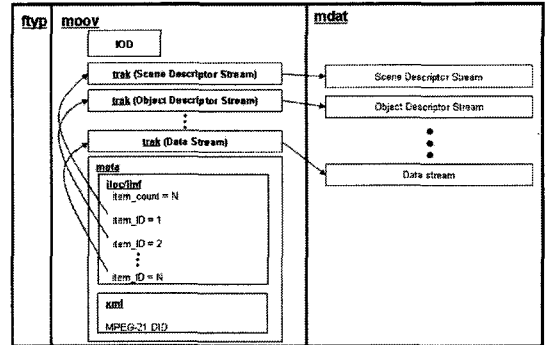 ftyp
moov
mdat
IOD
trak (Scene Descriptor Stream)
Scene Descriptor Stream
trak (Object Descriptor Stream)
Object Descriptor Stream
trak (Data Stream)
Data stream
meta
iloc/iinf
item_count = N
item_ID = 1
item_ID = 2
item_ID = N
xml
MPEG-21 DID